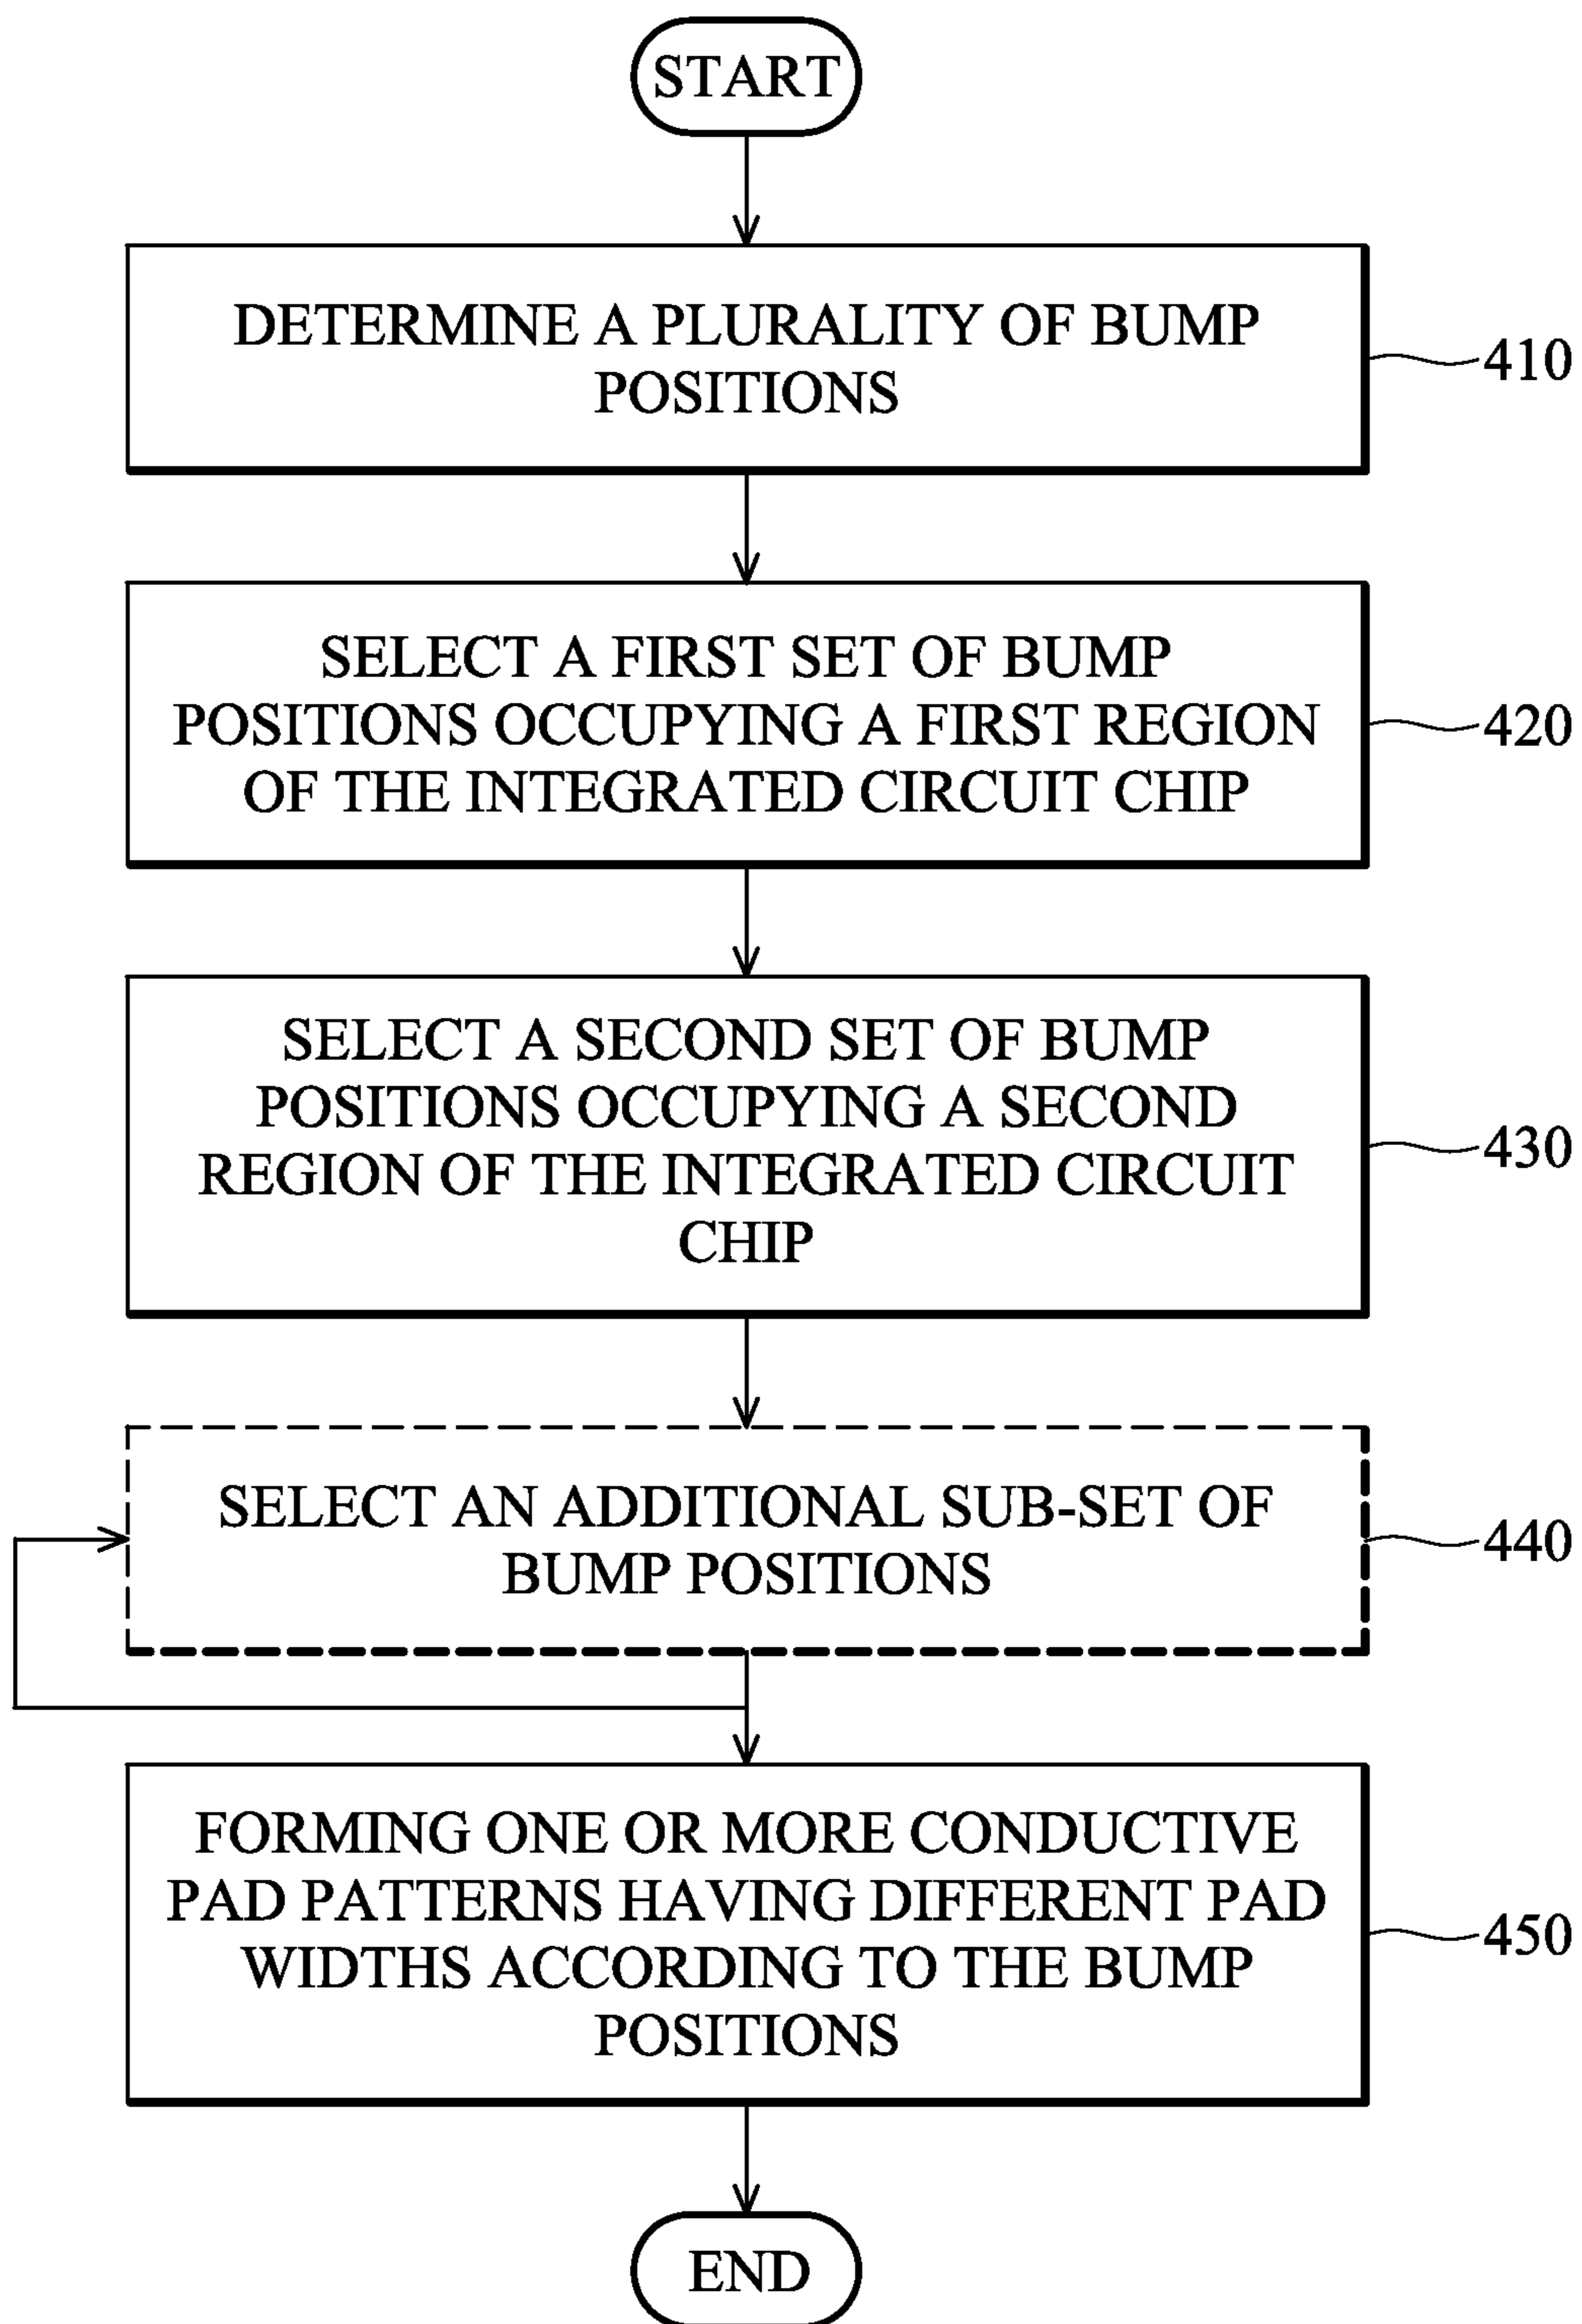 START
DETERMINE A PLURALITY OF BUMP
POSITIONS
410
SELECT A FIRST SET OF BUMP
POSITIONS OCCUPYING A FIRST REGION
OF THE INTEGRATED CIRCUIT CHIP
420
SELECT A SECOND SET OF BUMP
POSITIONS OCCUPYING A SECOND
REGION OF THE INTEGRATED CIRCUIT
CHIP
430
SELECT AN ADDITIONAL SUB-SET OF
BUMP POSITIONS
440
FORMING ONE OR MORE CONDUCTIVE
PAD PATTERNS HAVING DIFFERENT PAD
WIDTHS ACCORDING TO THE BUMP
POSITIONS
450
END